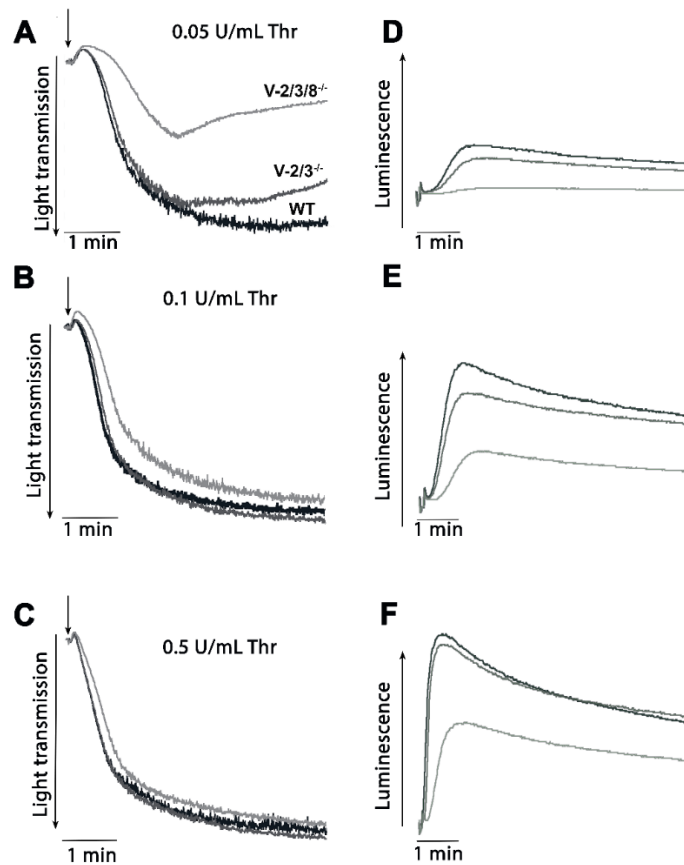 A
0.05 U/mL Thr
Light transmission
V-2/3/8-/-
V-2/3-/-
WT
1 min
D
Luminescence
1 min
B
0.1 U/mL Thr
Light transmission
1 min
E
Luminescence
1 min
C
0.5 U/mL Thr
Light transmission
1 min
F
Luminescence
1 min